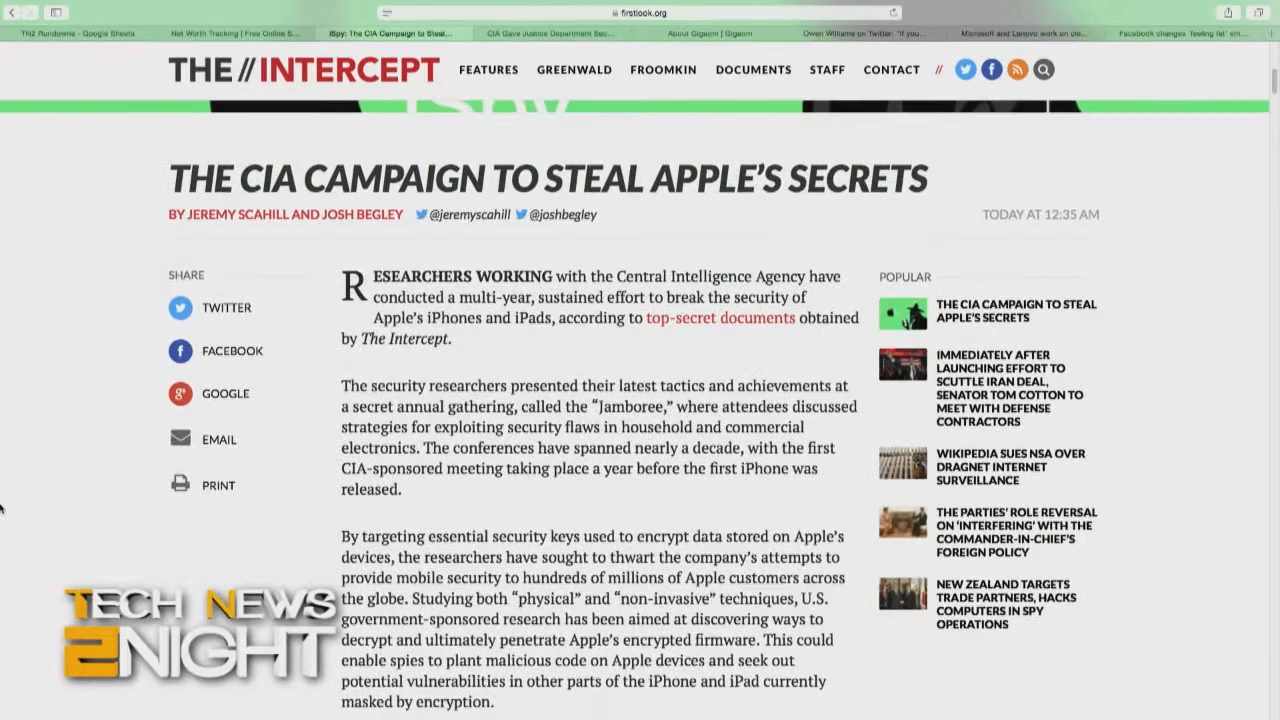 firstlook.org
TN2 Rundowns - Google Sheets
Net Worth Tracking | Free Online B...
iSpy: The CIA Campaign to Steal...
CIA Gave Justice Department Sec...
About Gigaom | Gigaom
Owen Williams on Twitter: "If you...
Microsoft and Lenovo work on cle...
Facebook changes 'feeling fat' em...
THE // INTERCEPT
FEATURES
GREENWALD
FROOMKIN
DOCUMENTS
STAFF
CONTACT
//
THE CIA CAMPAIGN TO STEAL APPLE'S SECRETS
BY JEREMY SCAHILL AND JOSH BEGLEY
@jeremyscahill
@joshbegley
TODAY AT 12:35 AM
SHARE
TWITTER
FACEBOOK
GOOGLE
EMAIL
PRINT
RESEARCHERS WORKING with the Central Intelligence Agency have
conducted a multi-year, sustained effort to break the security of
Apple's iPhones and iPads, according to top-secret documents obtained
by The Intercept.
The security researchers presented their latest tactics and achievements at
a secret annual gathering, called the “Jamboree,” where attendees discussed
strategies for exploiting security flaws in household and commercial
electronics. The conferences have spanned nearly a decade, with the first
CIA-sponsored meeting taking place a year before the first iPhone was
released.
By targeting essential security keys used to encrypt data stored on Apple's
devices, the researchers have sought to thwart the company's attempts to
provide mobile security to hundreds of millions of Apple customers across
the globe. Studying both “physical” and “non-invasive” techniques, U.S.
government-sponsored research has been aimed at discovering ways to
decrypt and ultimately penetrate Apple's encrypted firmware. This could
enable spies to plant malicious code on Apple devices and seek out
potential vulnerabilities in other parts of the iPhone and iPad currently
masked by encryption.
POPULAR
THE CIA CAMPAIGN TO STEAL
APPLE'S SECRETS
IMMEDIATELY AFTER
LAUNCHING EFFORT TO
SCUTTLE IRAN DEAL,
SENATOR TOM COTTON TO
MEET WITH DEFENSE
CONTRACTORS
WIKIPEDIA SUES NSA OVER
DRAGNET INTERNET
SURVEILLANCE
THE PARTIES' ROLE REVERSAL
ON 'INTERFERING' WITH THE
COMMANDER-IN-CHIEF'S
FOREIGN POLICY
NEW ZEALAND TARGETS
TRADE PARTNERS, HACKS
COMPUTERS IN SPY
OPERATIONS
TECH NEWS
2NIGHT